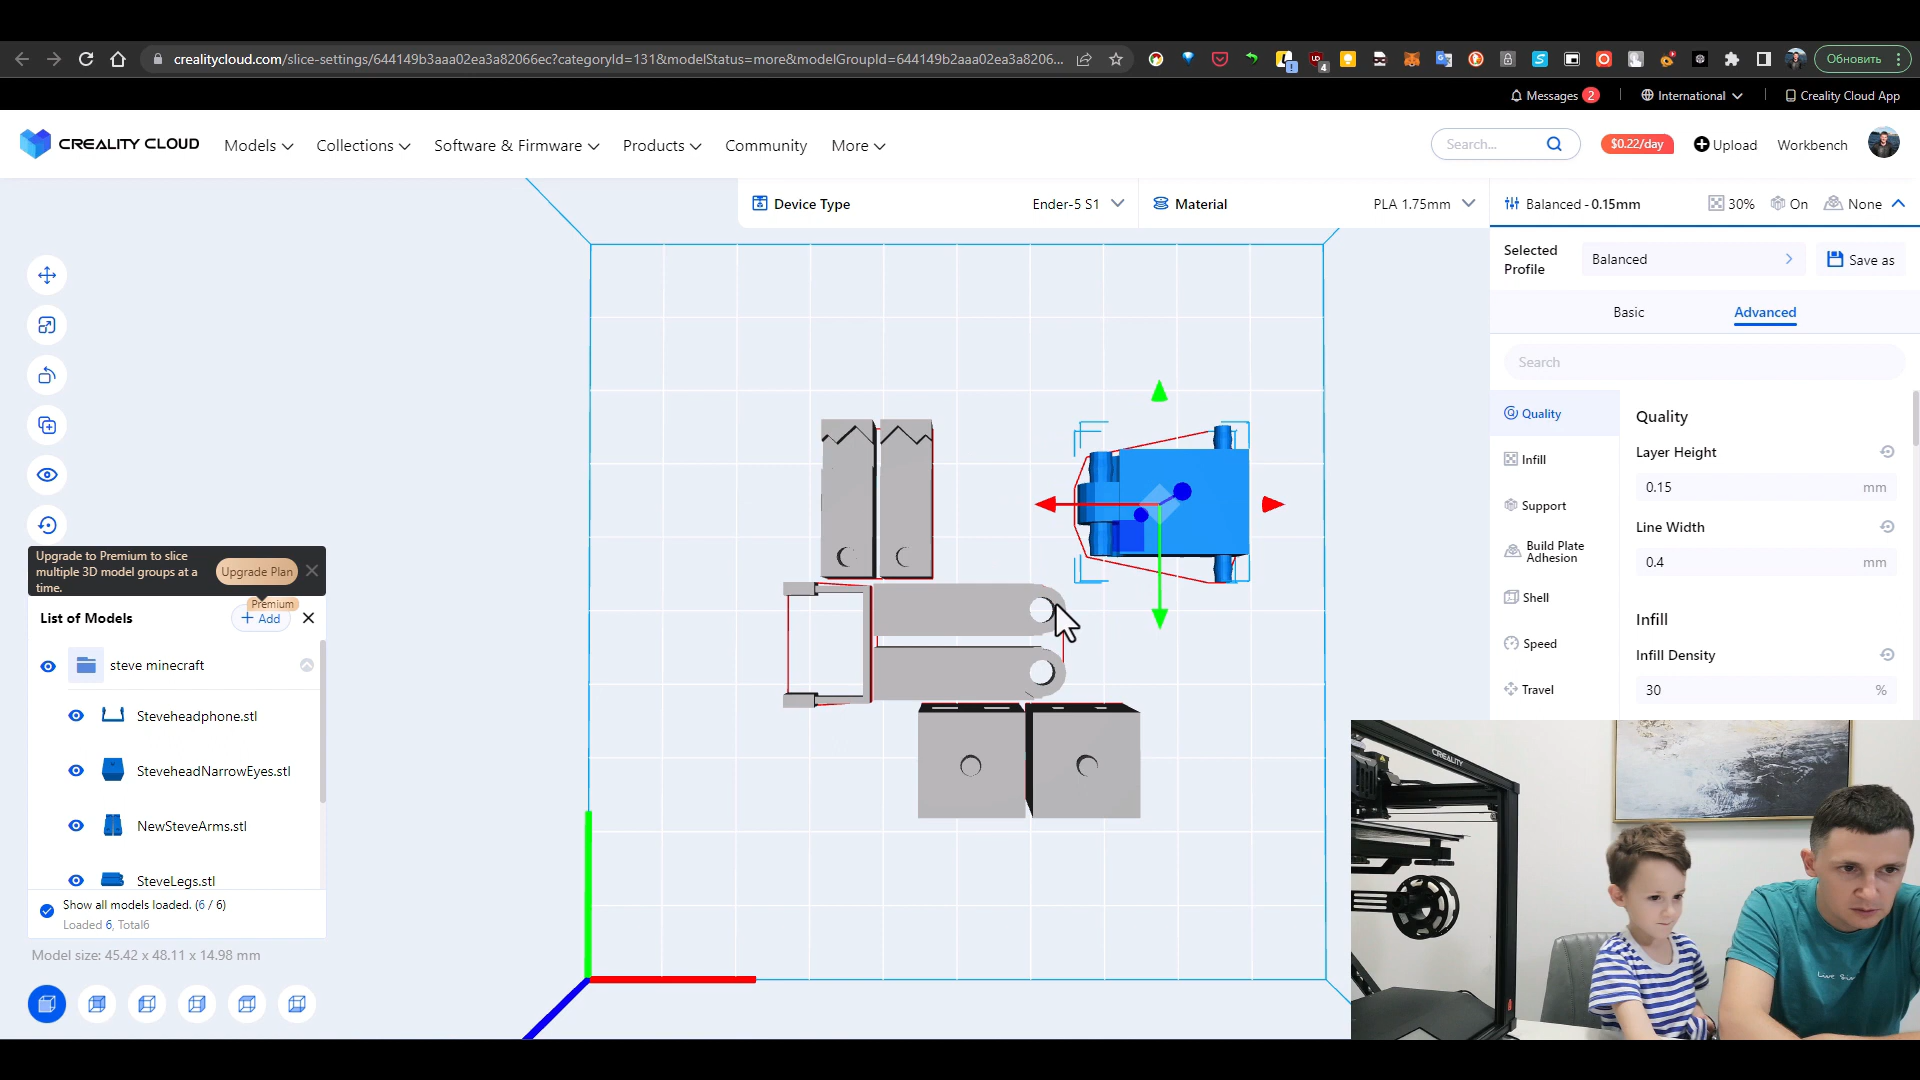 crealitycloud.com/slice-settings/644149b3aaa02ea3a82066ec?categoryId=131&modelStatus=more&modelGroupId=644149b2aaa02ea3a8206...
Обновить
Messages 2
International
Creality Cloud App
CREALITY CLOUD
Models
Collections
Software & Firmware
Products
Community
More
Search...
$0.22/day
Upload
Workbench
Device Type
Ender-5 S1
Material
PLA 1.75mm
Balanced - 0.15mm
30%
On
None
Selected Profile
Balanced
Save as
Basic
Advanced
Search
Quality
Infill
Support
Build Plate Adhesion
Shell
Speed
Travel
Quality
Layer Height
0.15 mm
Line Width
0.4 mm
Infill
Infill Density
30 %
Upgrade to Premium to slice
multiple 3D model groups at a
time.
Upgrade Plan
Premium
List of Models
+ Add
steve minecraft
Steveheadphone.stl
SteveheadNarrowEyes.stl
NewSteveArms.stl
SteveLegs.stl
Show all models loaded. (6 / 6)
Loaded 6, Total6
Model size: 45.42 x 48.11 x 14.98 mm
CREALITY